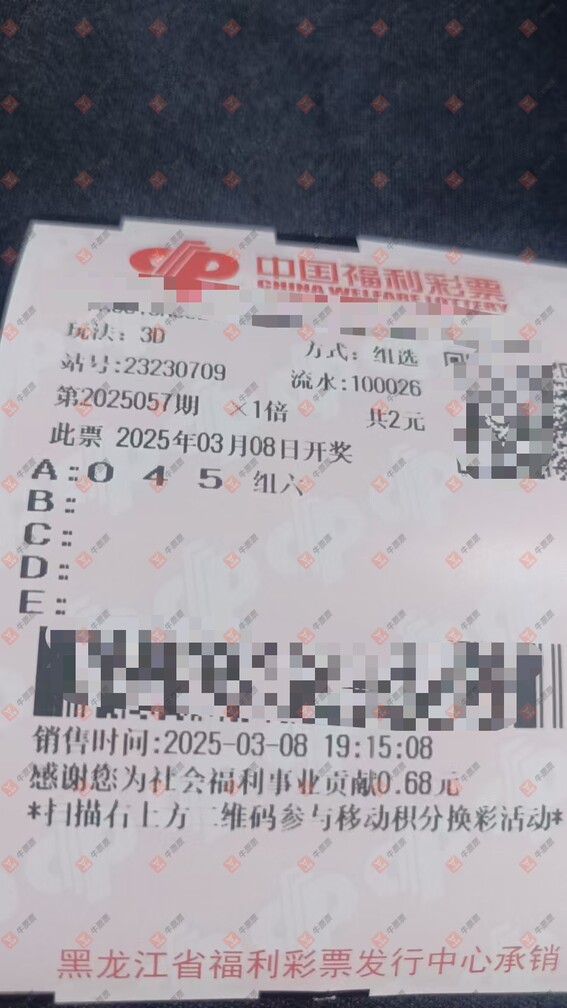 中国福利彩票
CHINA WELFARE LOTTERY
玩法：3D 方式：组选
站号:23230709 流水:100026
第2025057期 ×1倍 共2元
此票 2025年03月08日开奖
A:0 4 5 组六
B:
C:
D:
E:
销售时间:2025-03-08 19:15:08
感谢您为社会福利事业贡献0.68元
*扫描右上方二维码参与移动积分换彩活动*
黑龙江省福利彩票发行中心承销